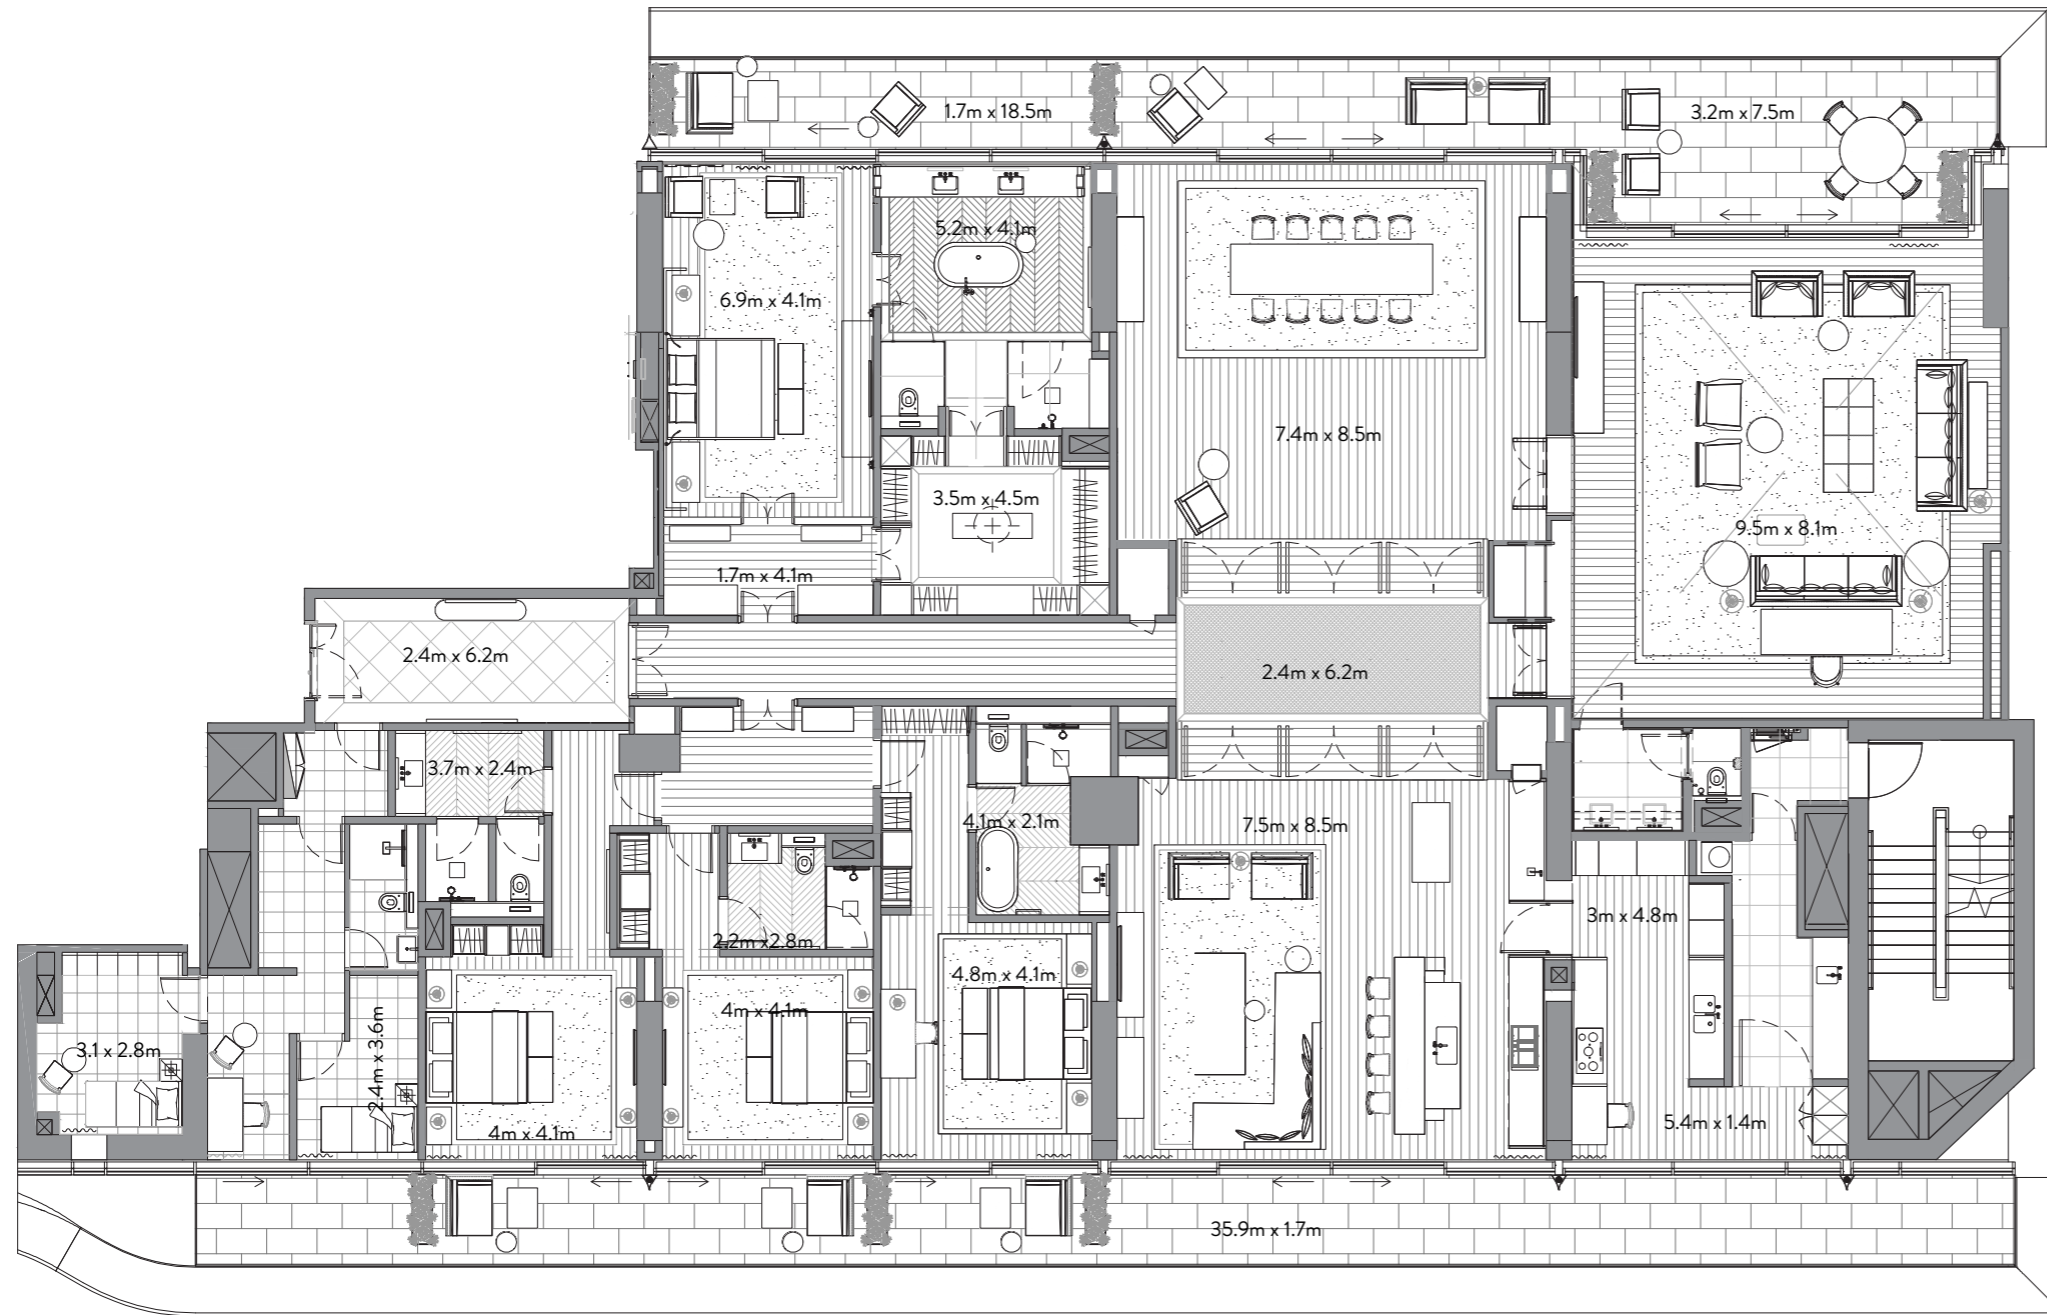 1.7m x 18.5m
3.2m x 7.5m
5.2m x 4.1m
6.9m x 4.1m
7.4m x 8.5m
3.5m x 4.5m
9.5m x 8.1m
1.7m x 4.1m
2.4m x 6.2m
2.4m x 6.2m
3.7m x 2.4m
4.1m x 2.1m
7.5m x 8.5m
3m x 4.8m
2.2m x2.8m
4.8m x 4.1m
4m x 4.1m
3.1 x 2.8m
2.4m x 3.6m
4m x 4.1m
5.4m x 1.4m
35.9m x 1.7m